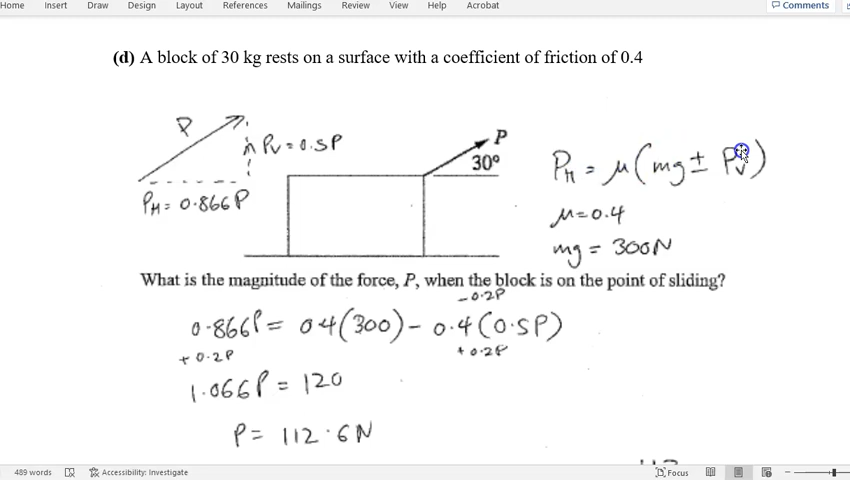 Home Insert Draw Design Layout References Mailings Review View Help Acrobat Comments
(d) A block of 30 kg rests on a surface with a coefficient of friction of 0.4
P
Pv = 0.5P
PH = 0.866P
P
30º
PH = μ(mg ± Pv)
μ = 0.4
mg = 300N
What is the magnitude of the force, P, when the block is on the point of sliding?
-0.2P
0.866P = 0.4(300) - 0.4(0.5P)
+0.2P +0.2P
1.066P = 120
P = 112.6N
489 words Accessibility: Investigate Focus